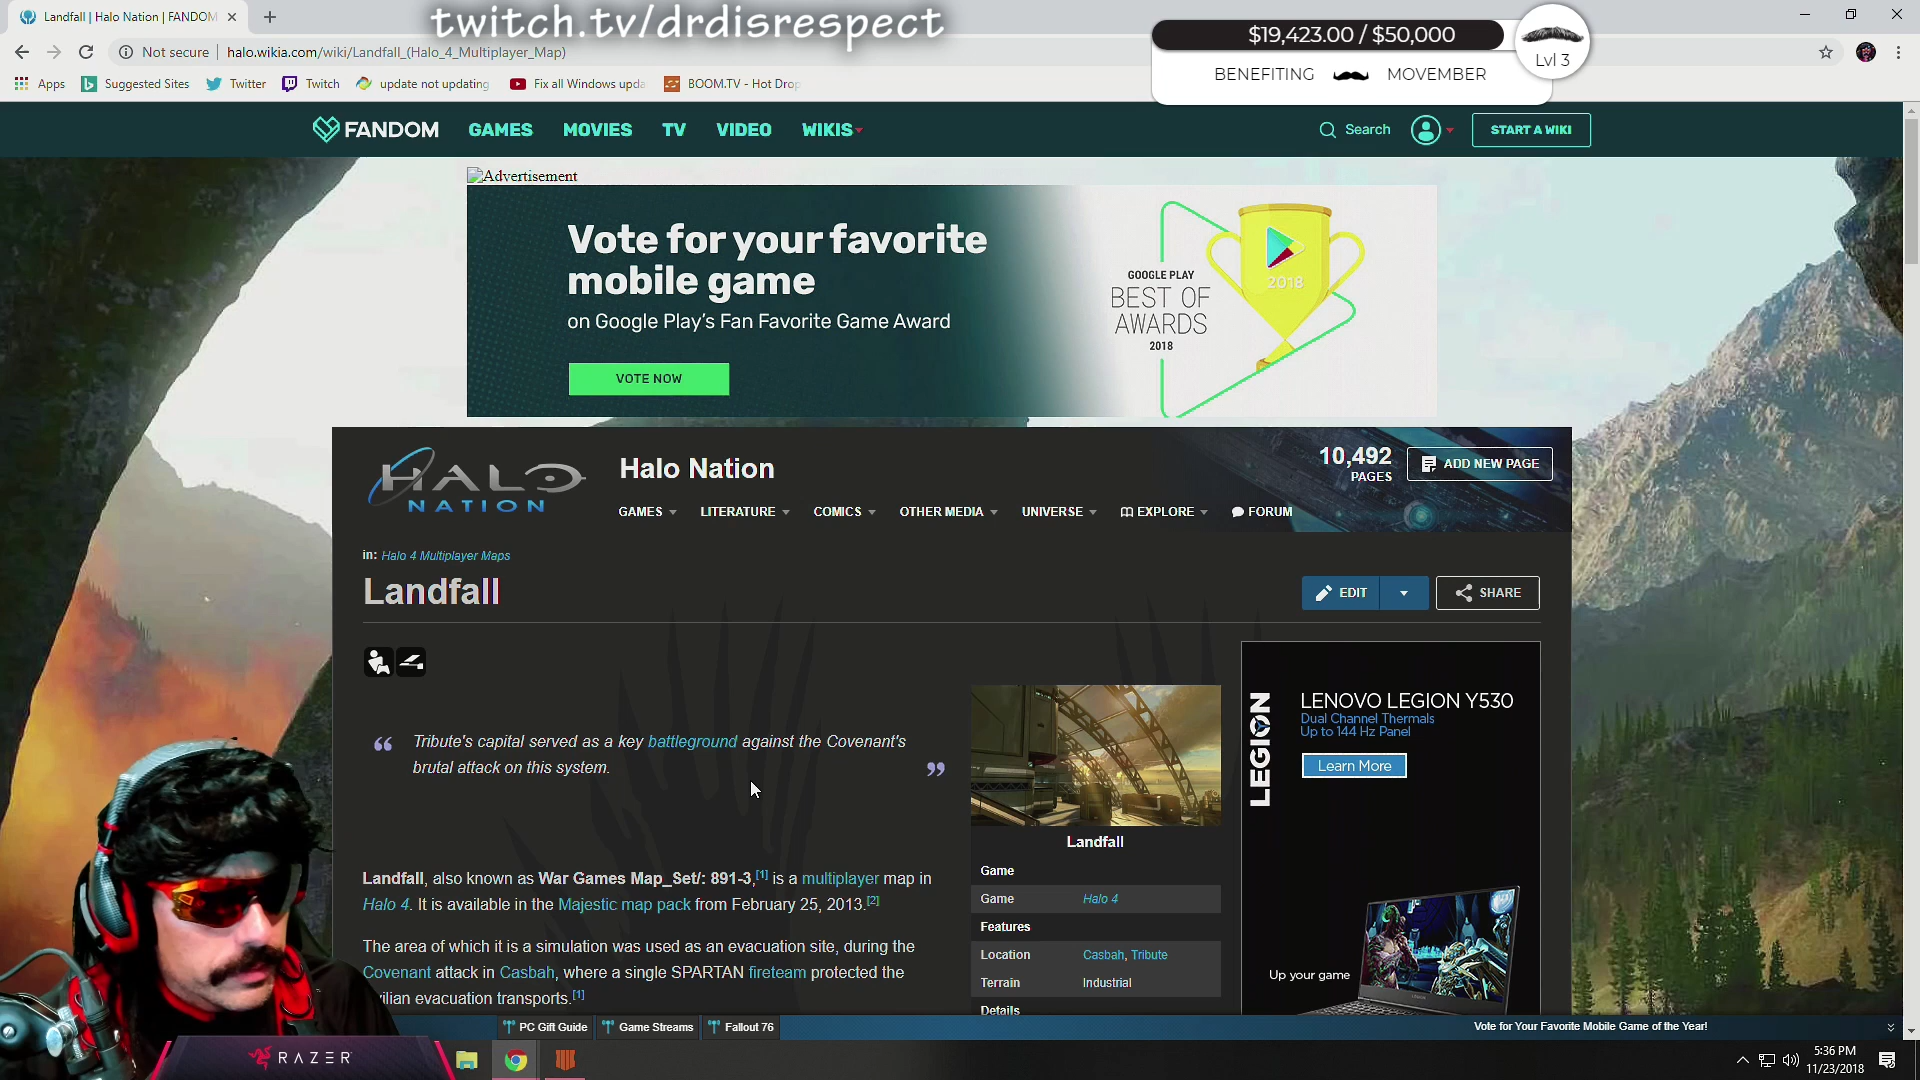 Landfall | Halo Nation | FANDOM
twitch.tv/drdisrespect
$19,423.00 / $50,000
Lvl 3
BENEFITING MOVEMBER
Not secure | halo.wikia.com/wiki/Landfall_(Halo_4_Multiplayer_Map)
Apps Suggested Sites Twitter Twitch update not updating Fix all Windows upda BOOM.TV - Hot Drop
FANDOM GAMES MOVIES TV VIDEO WIKIS Search START A WIKI
Advertisement
Vote for your favorite
mobile game
on Google Play's Fan Favorite Game Award
VOTE NOW
GOOGLE PLAY
BEST OF
AWARDS
2018
2018
HALO
NATION
Halo Nation
10,492
PAGES
ADD NEW PAGE
GAMES LITERATURE COMICS OTHER MEDIA UNIVERSE EXPLORE FORUM
in: Halo 4 Multiplayer Maps
Landfall
EDIT SHARE
“ Tribute's capital served as a key battleground against the Covenant's
brutal attack on this system. ”
Landfall, also known as War Games Map_Set/: 891-3,[1] is a multiplayer map in
Halo 4. It is available in the Majestic map pack from February 25, 2013.[2]
The area of which it is a simulation was used as an evacuation site, during the
Covenant attack in Casbah, where a single SPARTAN fireteam protected the
vilian evacuation transports.[1]
Landfall
Game
Game Halo 4
Features
Location Casbah, Tribute
Terrain Industrial
Details
LEGION
LENOVO LEGION Y530
Dual Channel Thermals
Up to 144 Hz Panel
Learn More
Up your game
PC Gift Guide Game Streams Fallout 76
Vote for Your Favorite Mobile Game of the Year!
RAZER
5:36 PM
11/23/2018